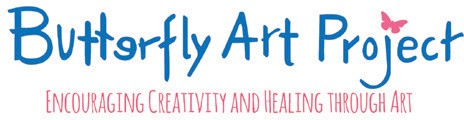 Butterfly Art Project
Encouraging Creativity and Healing through Art